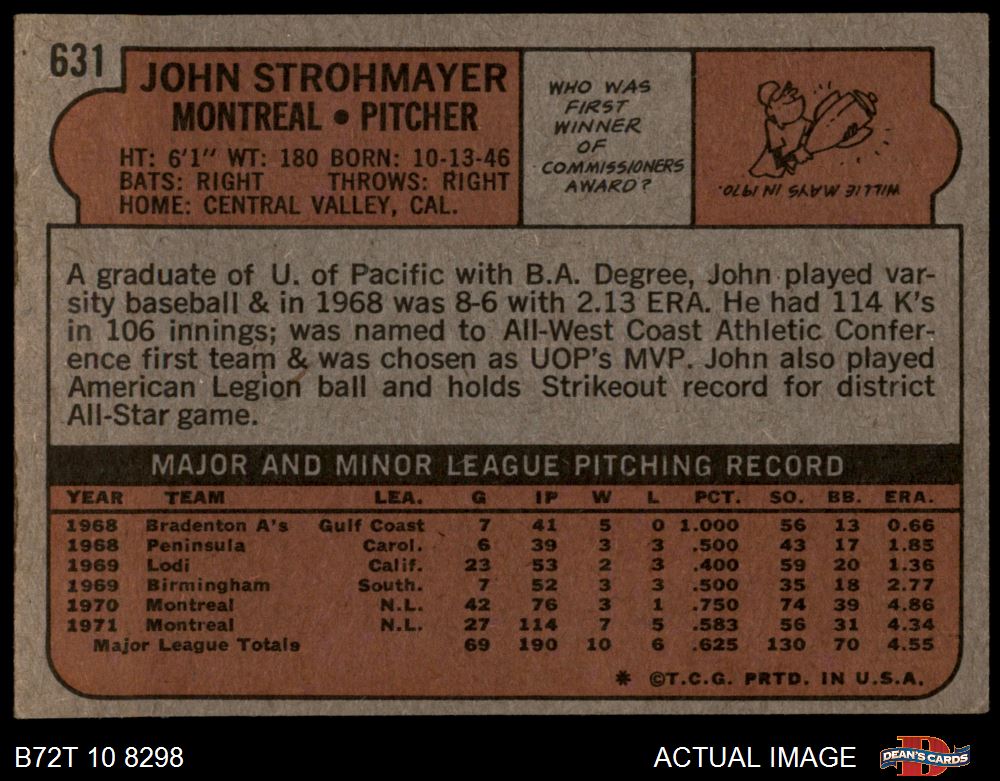 631
JOHN STROHMAYER
MONTREAL • PITCHER
HT: 6'1" WT: 180 BORN: 10-13-46
BATS: RIGHT THROWS: RIGHT
HOME: CENTRAL VALLEY, CAL.
WHO WAS
FIRST
WINNER
OF
COMMISSIONERS
AWARD?
WILLIE MAYS IN 1970.
A graduate of U. of Pacific with B.A. Degree, John played var-
sity baseball & in 1968 was 8-6 with 2.13 ERA. He had 114 K's
in 106 innings; was named to All-West Coast Athletic Confer-
ence first team & was chosen as UOP's MVP. John also played
American Legion ball and holds Strikeout record for district
All-Star game.
MAJOR AND MINOR LEAGUE PITCHING RECORD
YEAR TEAM LEA. G IP W L PCT. SO. BB. ERA.
1968 Bradenton A's Gulf Coast 7 41 5 0 1.000 56 13 0.66
1968 Peninsula Carol. 6 39 3 3 .500 43 17 1.85
1969 Lodi Calif. 23 53 2 3 .400 59 20 1.36
1969 Birmingham South. 7 52 3 3 .500 35 18 2.77
1970 Montreal N.L. 42 76 3 1 .750 74 39 4.86
1971 Montreal N.L. 27 114 7 5 .583 56 31 4.34
Major League Totals 69 190 10 6 .625 130 70 4.55
* ©T.C.G. PRTD. IN U.S.A.
B72T 10 8298
ACTUAL IMAGE
DEAN'S CARDS